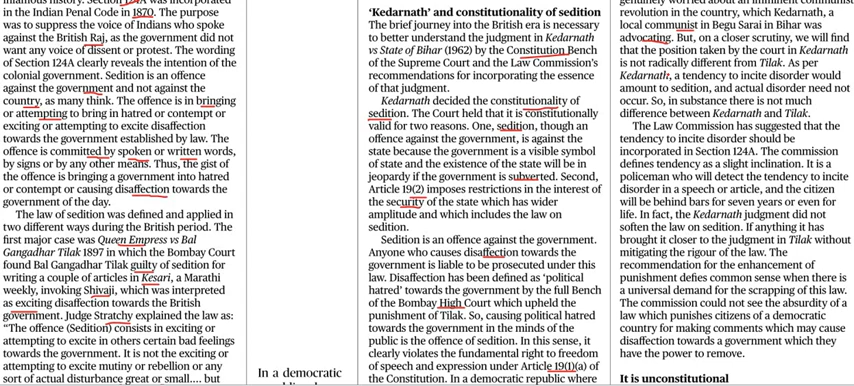 in the Indian Penal Code in 1870. The purpose
was to suppress the voice of Indians who spoke
against the British Raj, as the government did not
want any voice of dissent or protest. The wording
of Section 124A clearly reveals the intention of the
colonial government. Sedition is an offence
against the government and not against the
country, as many think. The offence is in bringing
or attempting to bring in hatred or contempt or
exciting or attempting to excite disaffection
towards the government established by law. The
offence is committed by spoken or written words,
by signs or by any other means. Thus, the gist of
the offence is bringing a government into hatred
or contempt or causing disaffection towards the
government of the day.
The law of sedition was defined and applied in
two different ways during the British period. The
first major case was Queen Empress vs Bal
Gangadhar Tilak 1897 in which the Bombay Court
found Bal Gangadhar Tilak guilty of sedition for
writing a couple of articles in Kesari, a Marathi
weekly, invoking Shivaji, which was interpreted
as exciting disaffection towards the British
government. Judge Stratchy explained the law as:
“The offence (Sedition) consists in exciting or
attempting to excite in others certain bad feelings
towards the government. It is not the exciting or
attempting to excite mutiny or rebellion or any
sort of actual disturbance great or small.... but
In a democratic
‘Kedarnath’ and constitutionality of sedition
The brief journey into the British era is necessary
to better understand the judgment in Kedarnath
vs State of Bihar (1962) by the Constitution Bench
of the Supreme Court and the Law Commission’s
recommendations for incorporating the essence
of that judgment.
Kedarnath decided the constitutionality of
sedition. The Court held that it is constitutionally
valid for two reasons. One, sedition, though an
offence against the government, is against the
state because the government is a visible symbol
of state and the existence of the state will be in
jeopardy if the government is subverted. Second,
Article 19(2) imposes restrictions in the interest of
the security of the state which has wider
amplitude and which includes the law on
sedition.
Sedition is an offence against the government.
Anyone who causes disaffection towards the
government is liable to be prosecuted under this
law. Disaffection has been defined as ‘political
hatred’ towards the government by the full Bench
of the Bombay High Court which upheld the
punishment of Tilak. So, causing political hatred
towards the government in the minds of the
public is the offence of sedition. In this sense, it
clearly violates the fundamental right to freedom
of speech and expression under Article 19(1)(a) of
the Constitution. In a democratic republic where
revolution in the country, which Kedarnath, a
local communist in Begu Sarai in Bihar was
advocating. But, on a closer scrutiny, we will find
that the position taken by the court in Kedarnath
is not radically different from Tilak. As per
Kedarnath, a tendency to incite disorder would
amount to sedition, and actual disorder need not
occur. So, in substance there is not much
difference between Kedarnath and Tilak.
The Law Commission has suggested that the
tendency to incite disorder should be
incorporated in Section 124A. The commission
defines tendency as a slight inclination. It is a
policeman who will detect the tendency to incite
disorder in a speech or article, and the citizen
will be behind bars for seven years or even for
life. In fact, the Kedarnath judgment did not
soften the law on sedition. If anything it has
brought it closer to the judgment in Tilak without
mitigating the rigour of the law. The
recommendation for the enhancement of
punishment defies common sense when there is
a universal demand for the scrapping of this law.
The commission could not see the absurdity of a
law which punishes citizens of a democratic
country for making comments which may cause
disaffection towards a government which they
have the power to remove.
It is unconstitutional